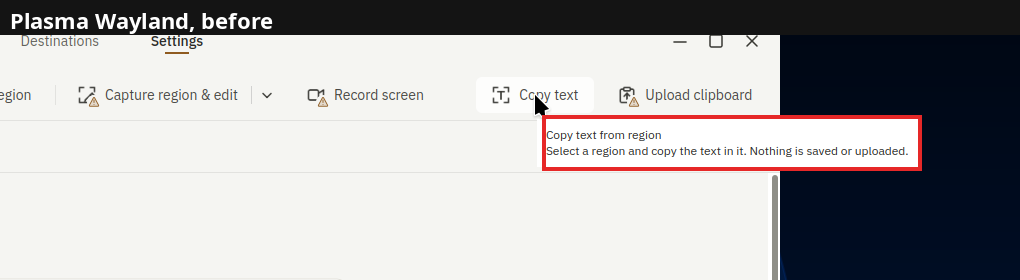 Plasma Wayland, before
Destinations Settings
egion Capture region & edit Record screen Copy text Upload clipboard
Copy text from region
Select a region and copy the text in it. Nothing is saved or uploaded.